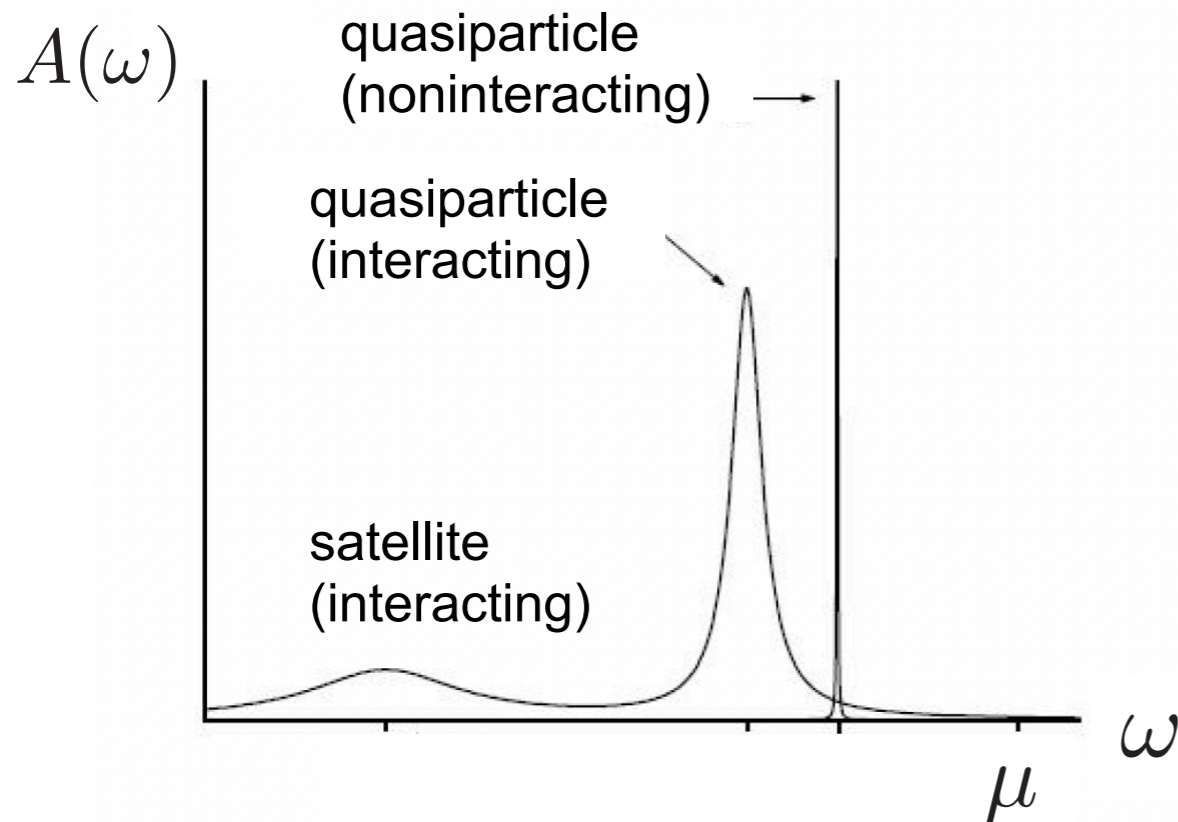 A(ω)
quasiparticle
(noninteracting)
quasiparticle
(interacting)
satellite
(interacting)
ω
μ